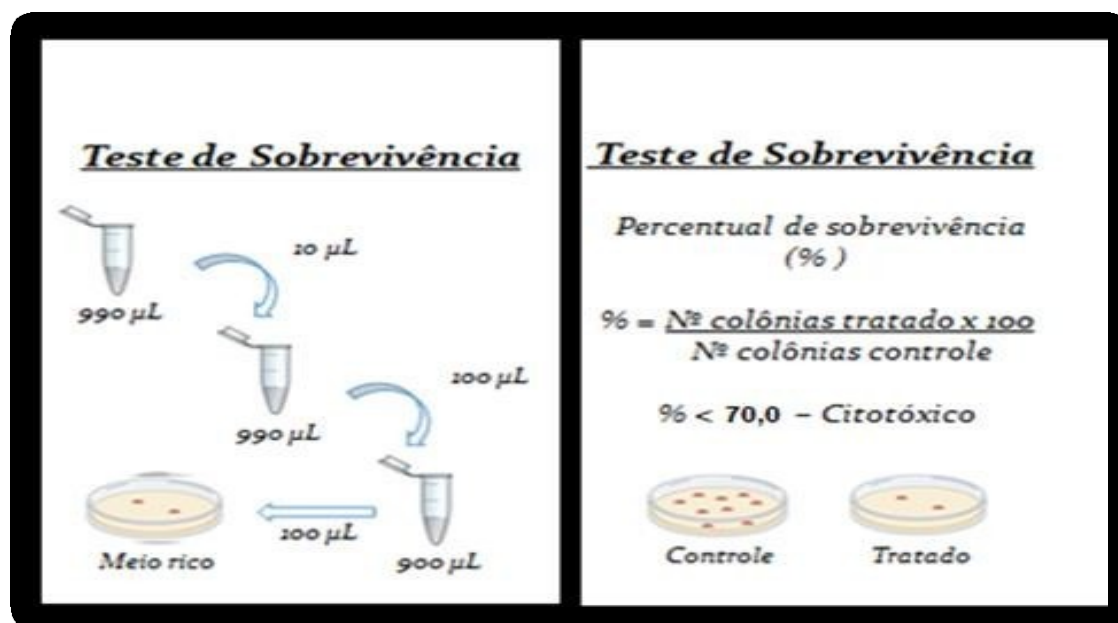 Teste de Sobrevivência
10 µL
990 µL
100 µL
990 µL
100 µL
Meio rico
900 µL
Teste de Sobrevivência
Percentual de sobrevivência
(% )
% = Nº colônias tratado x 100
Nº colônias controle
% < 70,0 – Citotóxico
Controle
Tratado